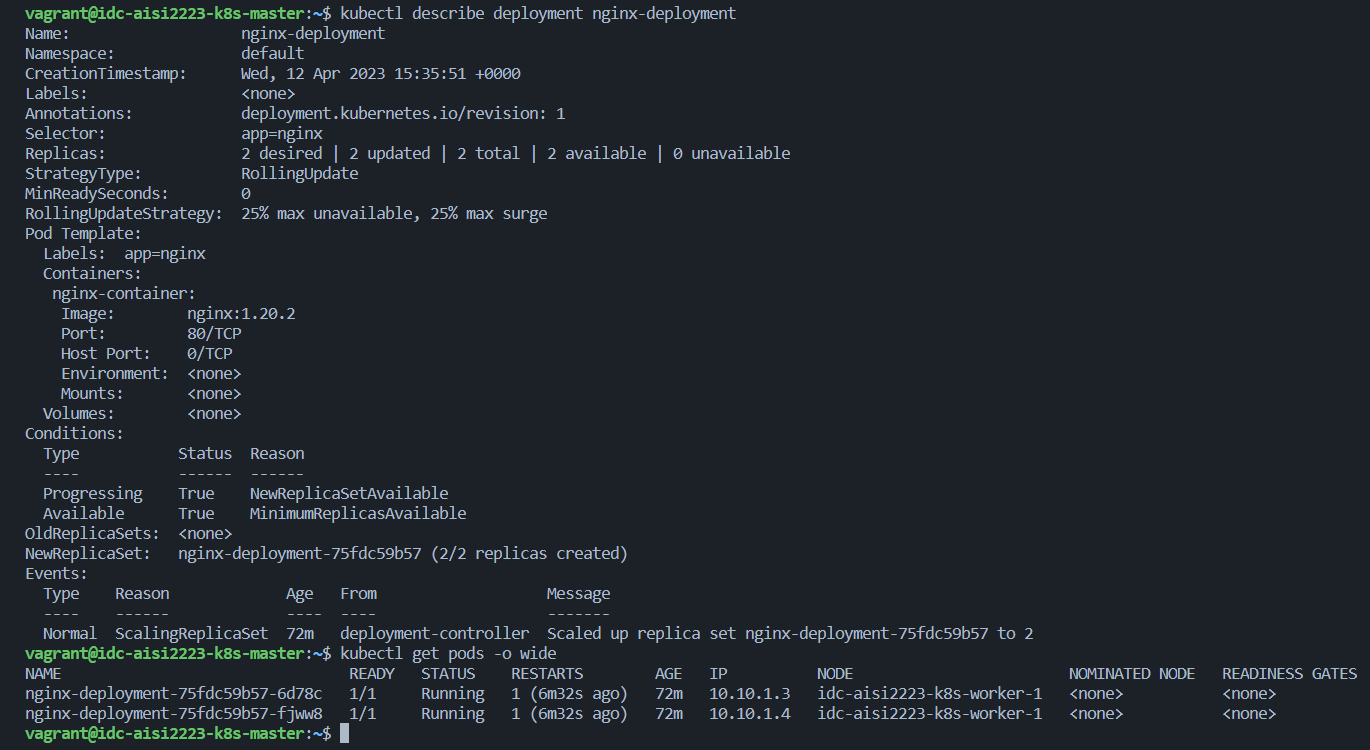 vagrant@idc-aisi2223-k8s-master:~$ kubectl describe deployment nginx-deployment
Name:                   nginx-deployment
Namespace:              default
CreationTimestamp:      Wed, 12 Apr 2023 15:35:51 +0000
Labels:                 <none>
Annotations:            deployment.kubernetes.io/revision: 1
Selector:               app=nginx
Replicas:               2 desired | 2 updated | 2 total | 2 available | 0 unavailable
StrategyType:           RollingUpdate
MinReadySeconds:        0
RollingUpdateStrategy:  25% max unavailable, 25% max surge
Pod Template:
  Labels:  app=nginx
  Containers:
   nginx-container:
    Image:        nginx:1.20.2
    Port:         80/TCP
    Host Port:    0/TCP
    Environment:  <none>
    Mounts:       <none>
  Volumes:        <none>
Conditions:
  Type           Status  Reason
  ----           ------  ------
  Progressing    True    NewReplicaSetAvailable
  Available      True    MinimumReplicasAvailable
OldReplicaSets:  <none>
NewReplicaSet:   nginx-deployment-75fdc59b57 (2/2 replicas created)
Events:
  Type    Reason             Age   From                   Message
  ----    ------             ----  ----                   -------
  Normal  ScalingReplicaSet  72m   deployment-controller  Scaled up replica set nginx-deployment-75fdc59b57 to 2
vagrant@idc-aisi2223-k8s-master:~$ kubectl get pods -o wide
NAME                                READY   STATUS    RESTARTS        AGE   IP          NODE                        NOMINATED NODE   READINESS GATES
nginx-deployment-75fdc59b57-6d78c   1/1     Running   1 (6m32s ago)   72m   10.10.1.3   idc-aisi2223-k8s-worker-1   <none>           <none>
nginx-deployment-75fdc59b57-fjww8   1/1     Running   1 (6m32s ago)   72m   10.10.1.4   idc-aisi2223-k8s-worker-1   <none>           <none>
vagrant@idc-aisi2223-k8s-master:~$